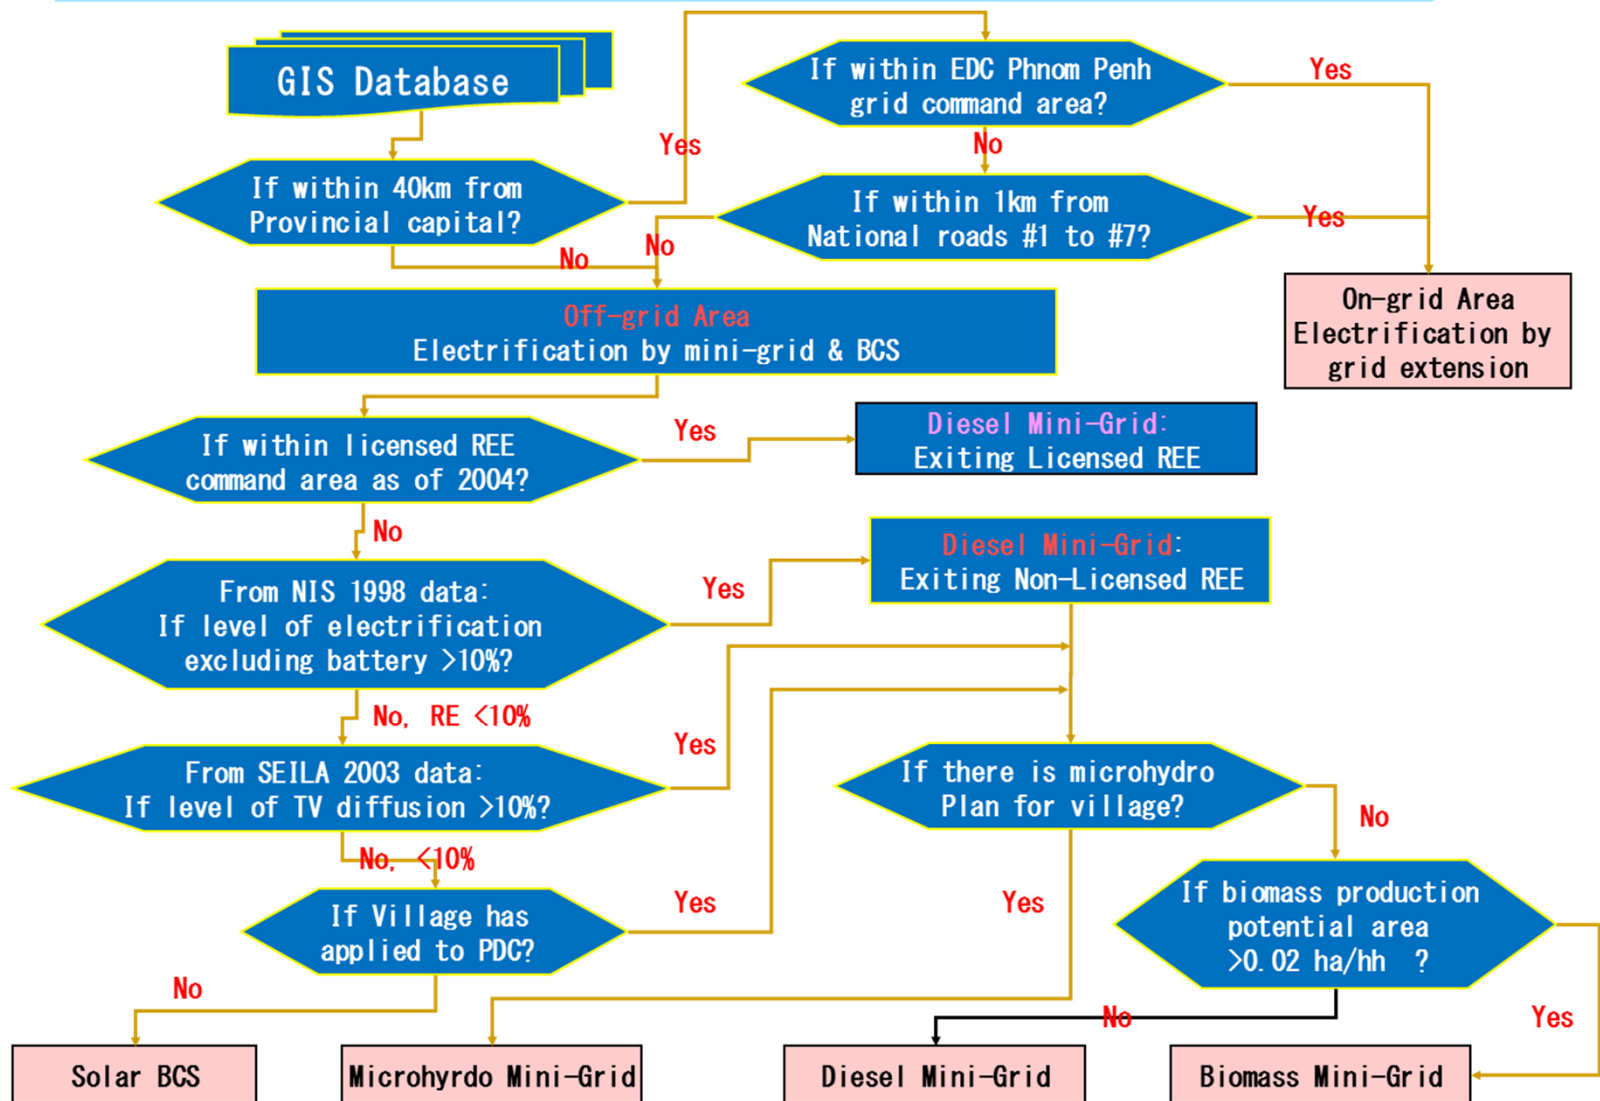 GIS Database
If within EDC Phnom Penh
grid command area?
Yes
Yes
No
If within 40km from
Provincial capital?
If within 1km from
National roads #1 to #7?
Yes
No
No
Off-grid Area
Electrification by mini-grid & BCS
On-grid Area
Electrification by
grid extension
If within licensed REE
command area as of 2004?
Yes
Diesel Mini-Grid:
Exiting Licensed REE
No
From NIS 1998 data:
If level of electrification
excluding battery >10%?
Yes
Diesel Mini-Grid:
Exiting Non-Licensed REE
No, RE <10%
From SEILA 2003 data:
If level of TV diffusion >10%?
Yes
If there is microhydro
Plan for village?
No
No, <10%
If Village has
applied to PDC?
Yes
Yes
If biomass production
potential area
>0.02 ha/hh ?
No
No
Yes
Solar BCS
Microhyrdo Mini-Grid
Diesel Mini-Grid
Biomass Mini-Grid